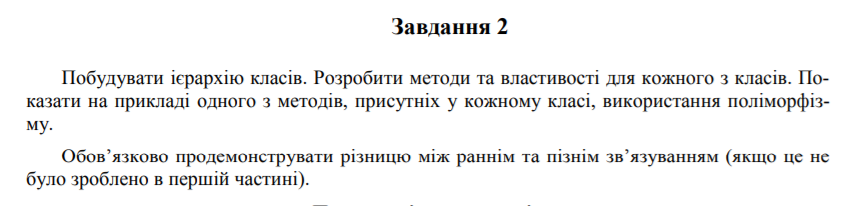 Завдання 2
Побудувати ієрархію класів. Розробити методи та властивості для кожного з класів. По-
казати на прикладі одного з методів, присутніх у кожному класі, використання поліморфіз-
му.
Обов’язково продемонструвати різницю між раннім та пізнім зв’язуванням (якщо це не
було зроблено в першій частині).